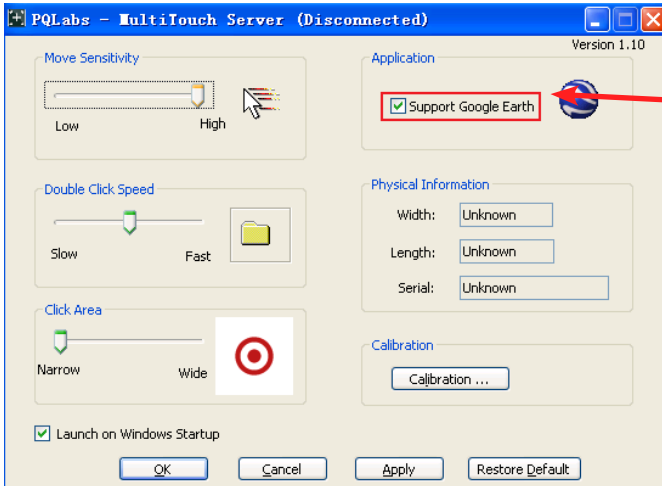 PQLabs - MultiTouch Server (Disconnected)
Version 1.10
Move Sensitivity
Low
High
Application
Support Google Earth
Double Click Speed
Slow
Fast
Physical Information
Width: Unknown
Length: Unknown
Serial: Unknown
Click Area
Narrow
Wide
Calibration
Calibration ...
Launch on Windows Startup
OK Cancel Apply Restore Default